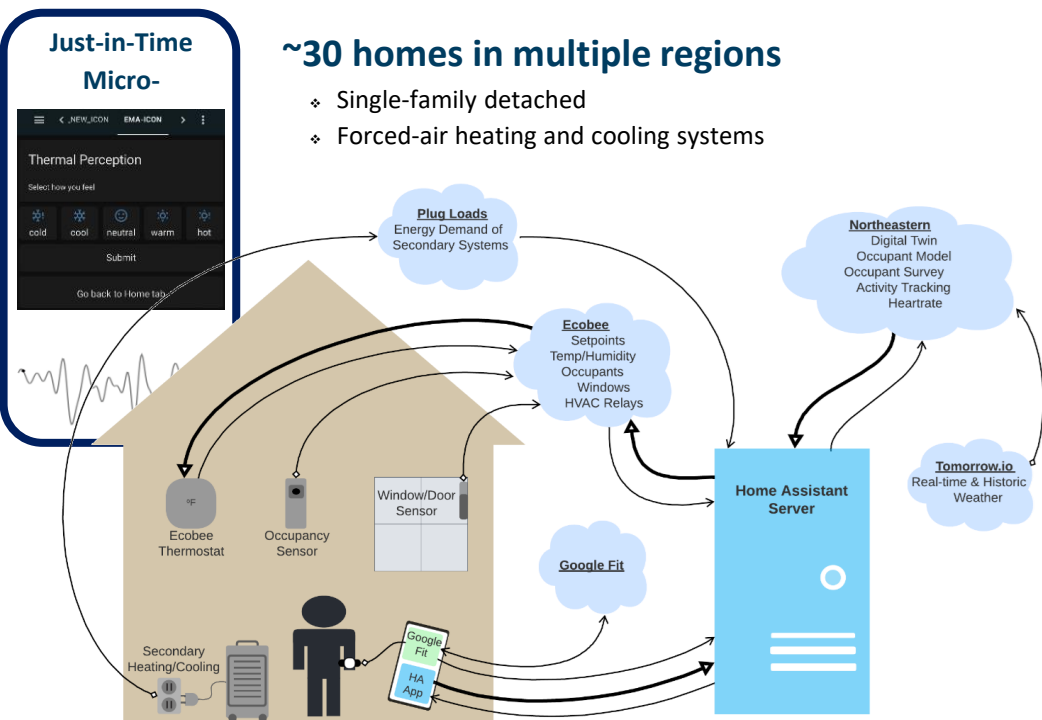 Just-in-Time
Micro-
_NEW_ICON EMA-ICON
Thermal Perception
Select how you feel
cold cool neutral warm hot
Submit
Go back to Home tab
~30 homes in multiple regions
Single-family detached
Forced-air heating and cooling systems
Plug Loads
Energy Demand of
Secondary Systems
Northeastern
Digital Twin
Occupant Model
Occupant Survey
Activity Tracking
Heartrate
Ecobee
Setpoints
Temp/Humidity
Occupants
Windows
HVAC Relays
Tomorrow.io
Real-time & Historic
Weather
Home Assistant
Server
°F
Ecobee
Thermostat
Occupancy
Sensor
Window/Door
Sensor
Google Fit
Secondary
Heating/Cooling
Google
Fit
HA
App